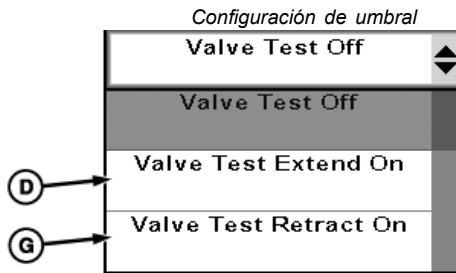 Configuración de umbral
Valve Test Off
Valve Test Off
D
Valve Test Extend On
G
Valve Test Retract On